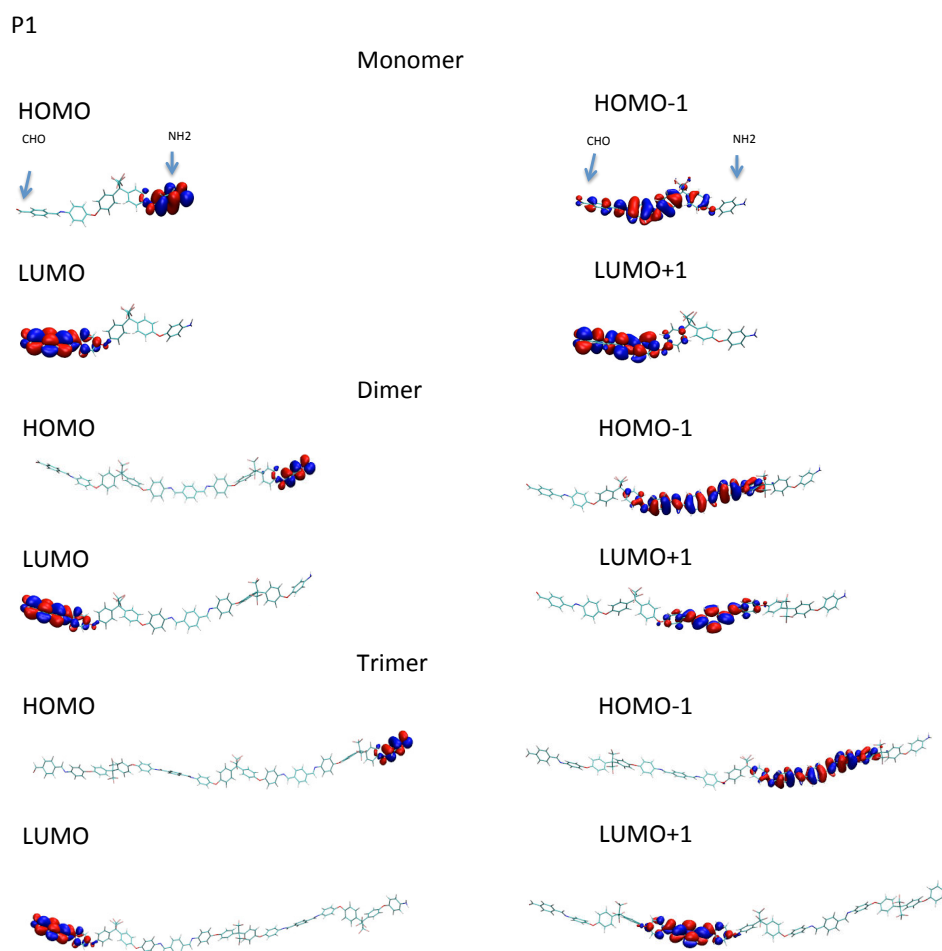 P1
Monomer
HOMO
HOMO-1
CHO
NH2
CHO
NH2
LUMO
LUMO+1
Dimer
HOMO
HOMO-1
LUMO
LUMO+1
Trimer
HOMO
HOMO-1
LUMO
LUMO+1